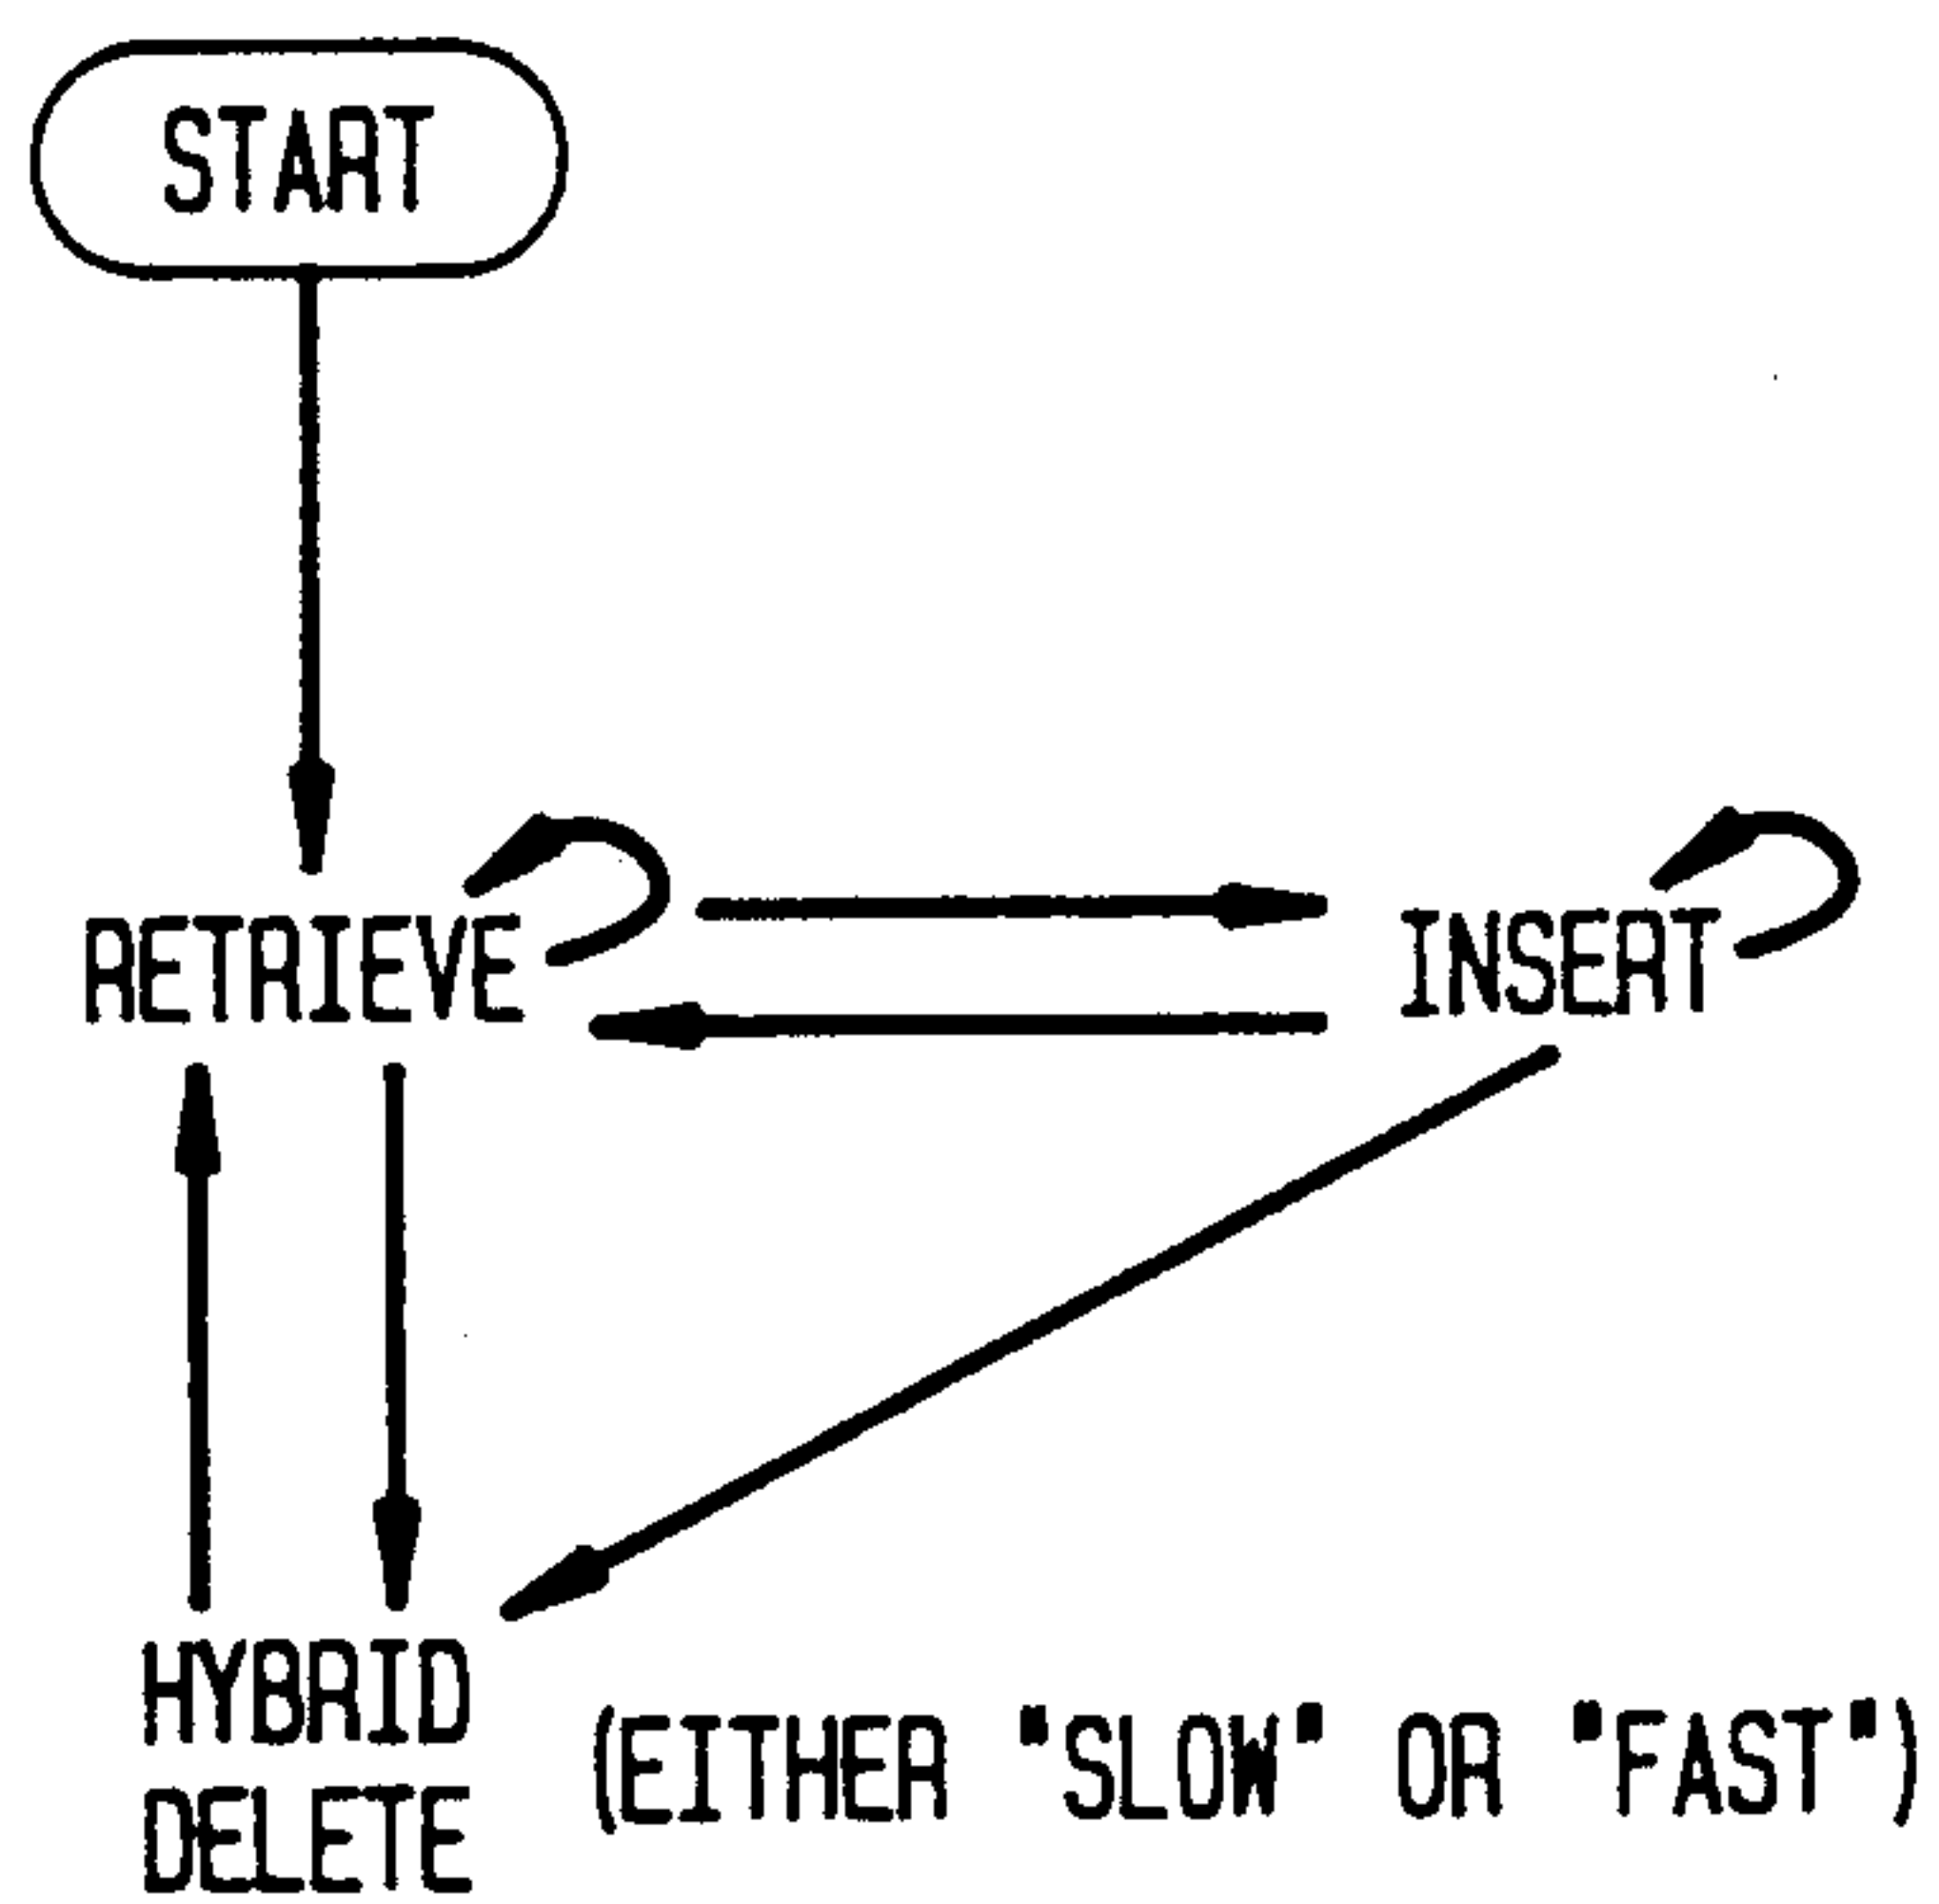 START
RETRIEVE
INSERT
HYBRID
DELETE
(EITHER "SLOW" OR "FAST")